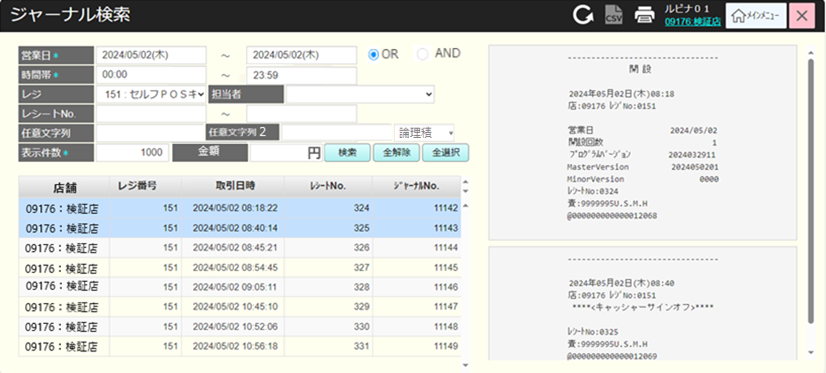 ジャーナル検索
CSV
ルピナ01
09176:検証店
メインメニュー
営業日* 2024/05/02(木) ～ 2024/05/02(木) OR AND
時間帯* 00:00 ～ 23:59
レジ 151 : セルフPOSキ 担当者
レシートNo. ～
任意文字列 任意文字列2 論理積
表示件数* 1000 金額 円 検索 全解除 全選択
店舗 レジ番号 取引日時 レシートNo. ジャーナルNo.
09176：検証店 151 2024/05/02 08:18:22 324 11142
09176：検証店 151 2024/05/02 08:40:14 325 11143
09176：検証店 151 2024/05/02 08:45:21 326 11144
09176：検証店 151 2024/05/02 08:54:45 327 11145
09176：検証店 151 2024/05/02 09:05:11 328 11146
09176：検証店 151 2024/05/02 10:45:10 329 11147
09176：検証店 151 2024/05/02 10:52:06 330 11148
09176：検証店 151 2024/05/02 10:56:18 331 11149
------------------------------
開 設
2024年05月02日(木)08:18
店:09176 ﾚｼﾞNo:0151
営業日 2024/05/02
開設回数 1
ﾌﾟﾛｸﾞﾗﾑﾊﾞｰｼﾞｮﾝ 2024032911
MasterVersion 2024050201
MinorVersion 0000
ﾚｼｰﾄNo:0324
責:9999995U.S.M.H
@00000000000012068
------------------------------
2024年05月02日(木)08:40
店:09176 ﾚｼﾞNo:0151
****<キャッシャーサインオフ>****
ﾚｼｰﾄNo:0325
責:9999995U.S.M.H
@00000000000012069